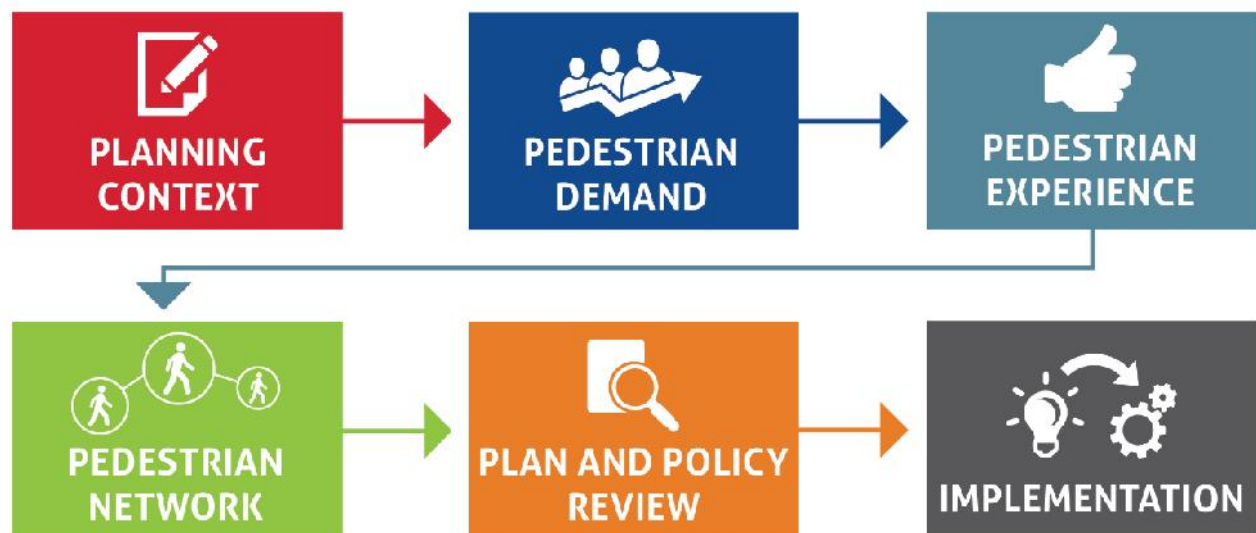 PLANNING
CONTEXT
PEDESTRIAN
DEMAND
PEDESTRIAN
EXPERIENCE
PEDESTRIAN
NETWORK
PLAN AND POLICY
REVIEW
IMPLEMENTATION